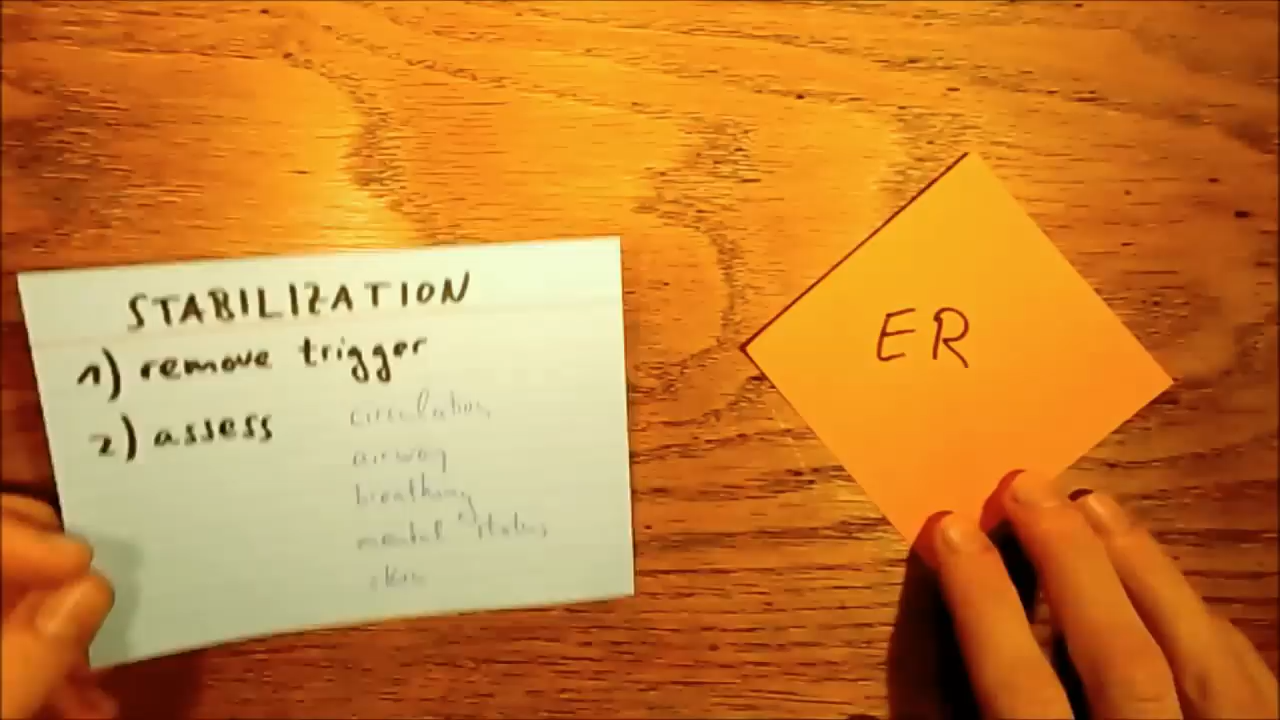 STABILIZATION
1) remove trigger
2) assess
circulation
airway
breathing
mental status
skin
ER